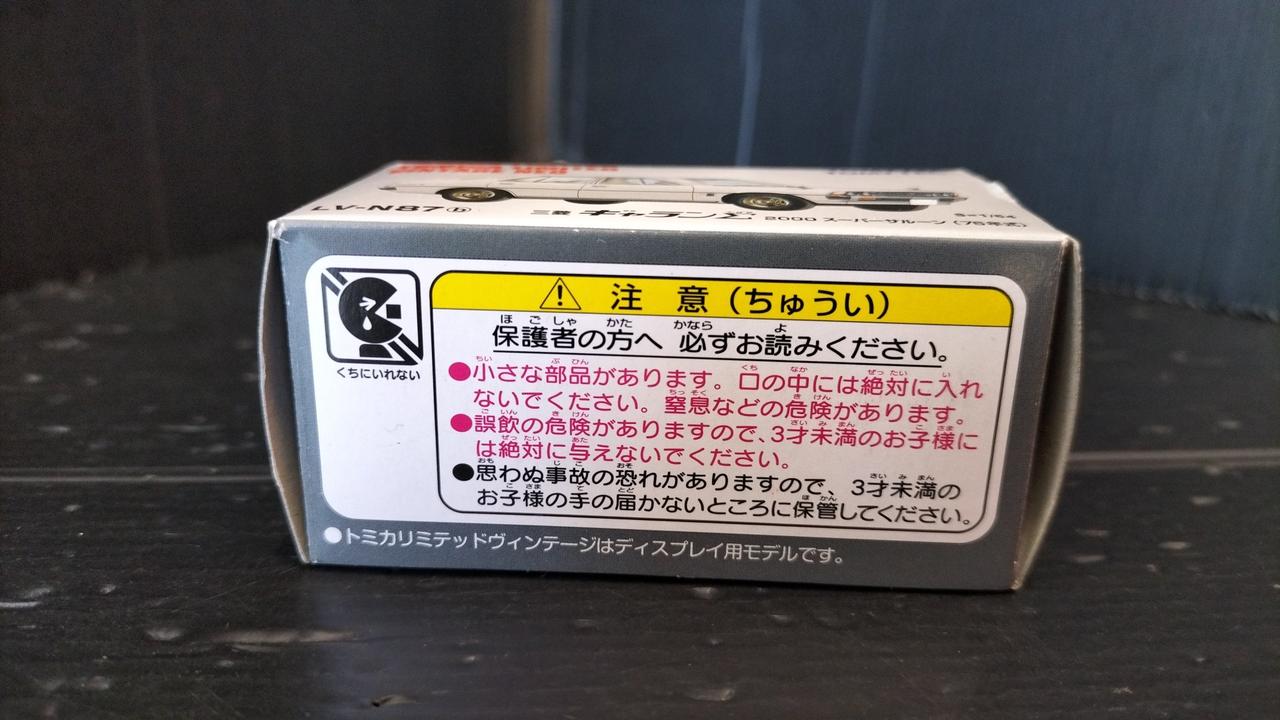 LV-N87ⓑ 三菱 ギャランΣ 2000 スーパーサルーン (76年式) S=1/64
⚠ 注意(ちゅうい)
保護者の方へ 必ずお読みください。
くちにいれない
●小さな部品があります。口の中には絶対に入れ
ないでください。窒息などの危険があります。
●誤飲の危険がありますので、3才未満のお子様に
は絶対に与えないでください。
●思わぬ事故の恐れがありますので、3才未満の
お子様の手の届かないところに保管してください。
●トミカリミテッドヴィンテージはディスプレイ用モデルです。